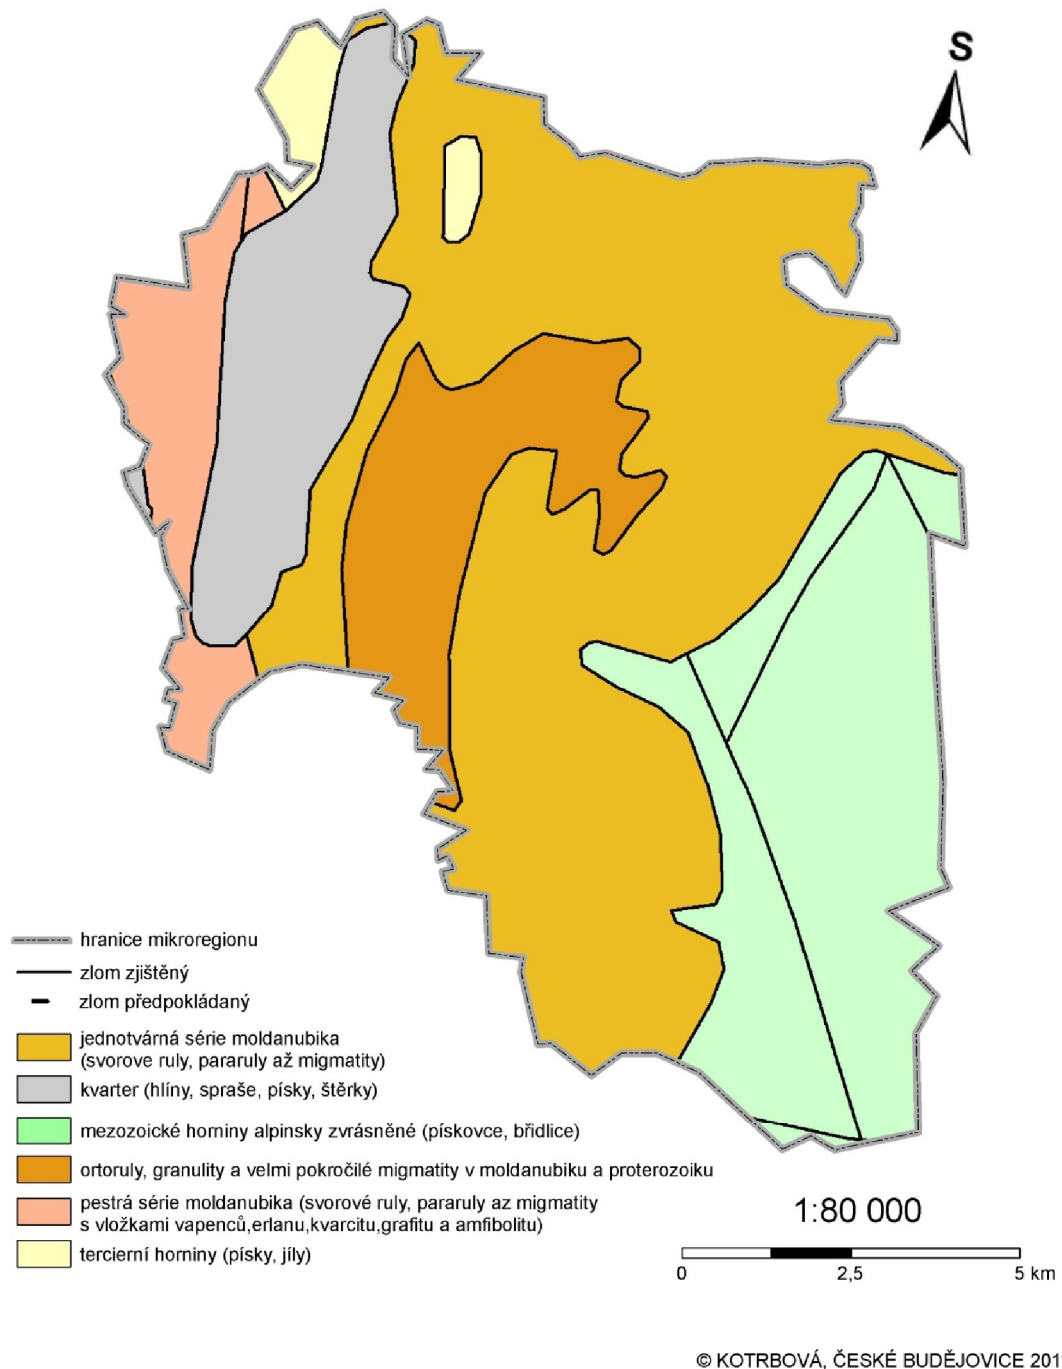 S
hranice mikroregionu
zlom zjištěný
zlom předpokládaný
jednotvárná série moldanubika
(svorove ruly, pararuly až migmatity)
kvarter (hlíny, spraše, písky, štěrky)
mezozoické horniny alpinsky zvrásněné (pískovce, břidlice)
ortoruly, granulity a velmi pokročilé migmatity v moldanubiku a proterozoiku
pestrá série moldanubika (svorové ruly, pararuly az migmatity
s vložkami vapenců,erlanu,kvarcitu,grafitu a amfibolitu)
tercierní horniny (písky, jíly)
1:80 000
0 2,5 5 km
© KOTRBOVÁ, ČESKÉ BUDĚJOVICE 201